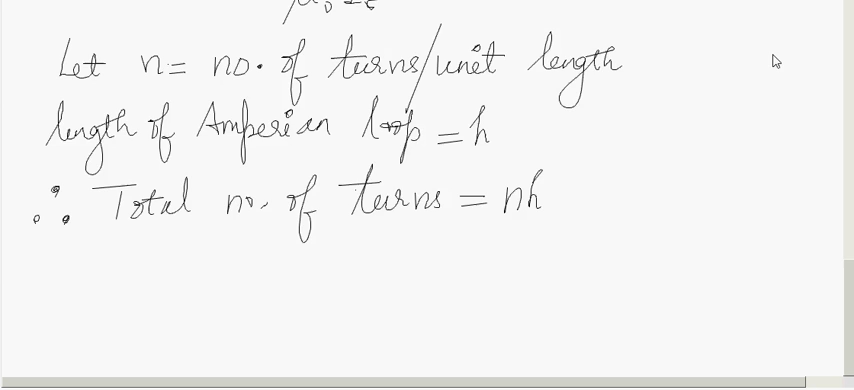 Let n = no. of turns/unit length
length of Amperian loop = h
∴ Total no. of turns = nh